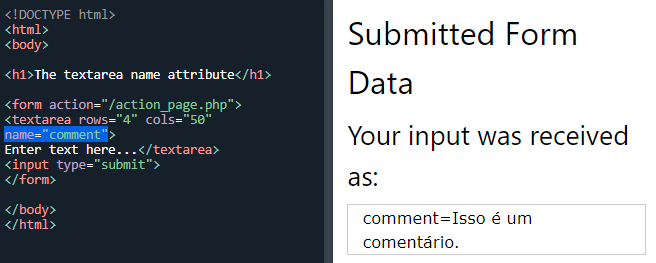 <!DOCTYPE html>
<html>
<body>
<h1>The textarea name attribute</h1>
<form action="/action_page.php">
<textarea rows="4" cols="50"
name="comment">
Enter text here...</textarea>
<input type="submit">
</form>
</body>
</html>
Submitted Form
Data
Your input was received
as:
comment=Isso é um
comentário.